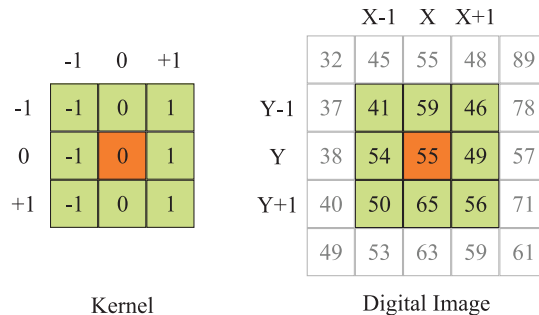 X-1 X X+1
-1 0 +1
32 45 55 48 89
-1 -1 0 1
Y-1 37 41 59 46 78
0 -1 0 1
Y 38 54 55 49 57
+1 -1 0 1
Y+1 40 50 65 56 71
49 53 63 59 61
Kernel
Digital Image